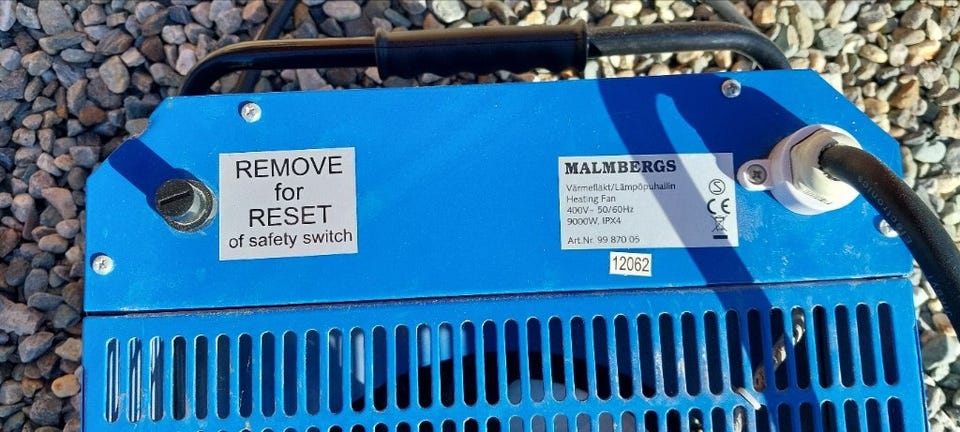 REMOVE
for
RESET
of safety switch
MALMBERGS
Värmefläkt/Lämpöpuhallin
Heating Fan
400V~ 50/60Hz
9000W, IPX4
Art.Nr. 99 870 05
S
CE
12062